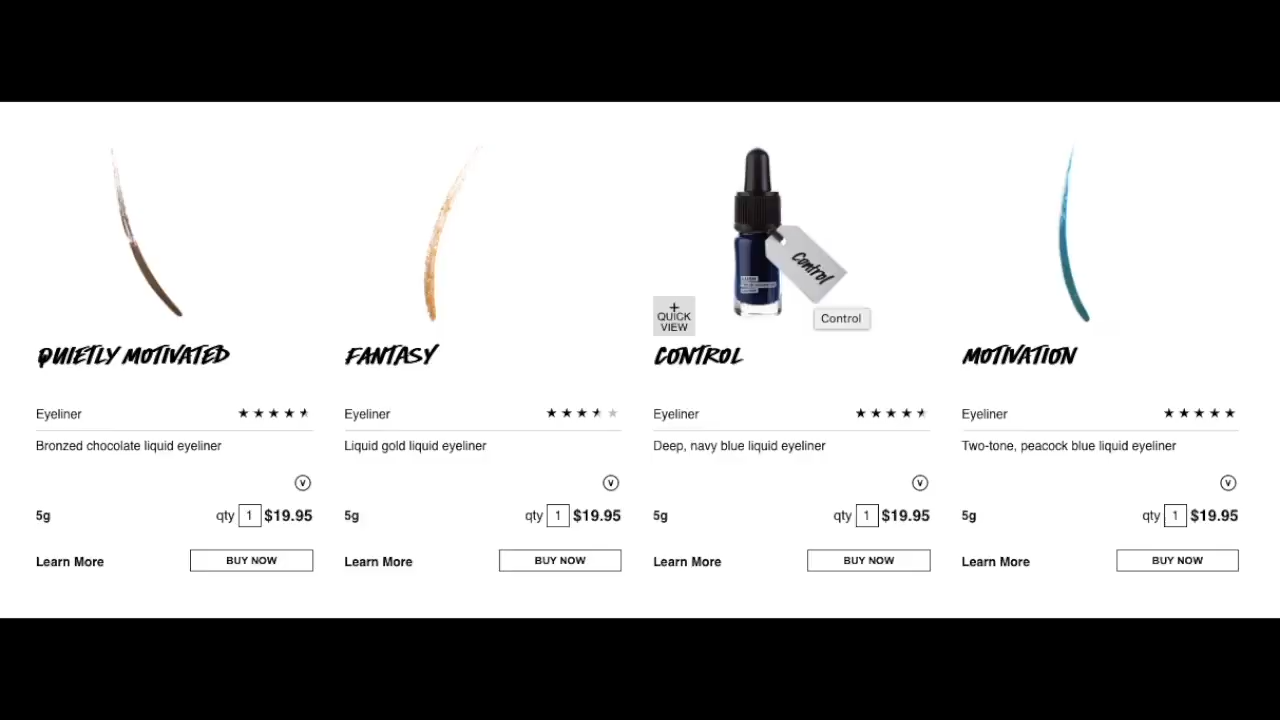 Control
+
QUICK
VIEW
Control
QUIETLY MOTIVATED
Eyeliner
Bronzed chocolate liquid eyeliner
V
5g
qty 1 $19.95
Learn More
BUY NOW
FANTASY
Eyeliner
Liquid gold liquid eyeliner
V
5g
qty 1 $19.95
Learn More
BUY NOW
CONTROL
Eyeliner
Deep, navy blue liquid eyeliner
V
5g
qty 1 $19.95
Learn More
BUY NOW
MOTIVATION
Eyeliner
Two-tone, peacock blue liquid eyeliner
V
5g
qty 1 $19.95
Learn More
BUY NOW